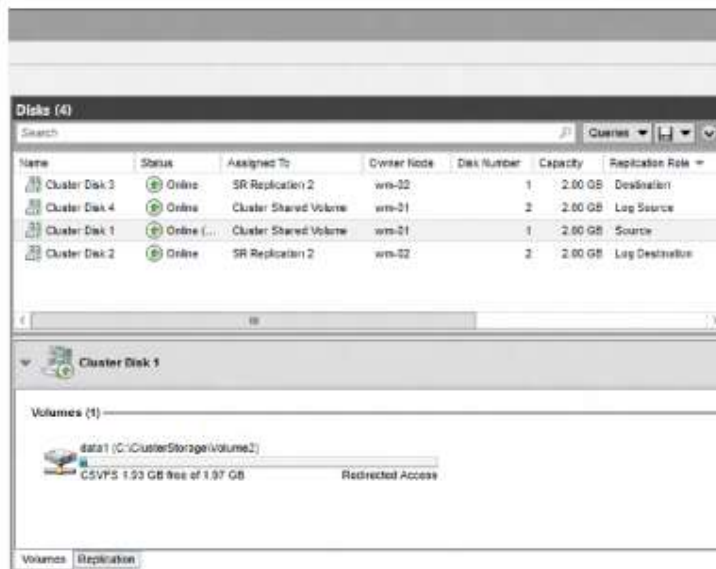 Disks (4)
Search Queries
Name Status Assigned To Owner Node Disk Number Capacity Replication Role
Cluster Disk 3 Online SR Replication 2 wm-02 1 2.00 GB Destination
Cluster Disk 4 Online Cluster Shared Volume wm-01 2 2.00 GB Log Source
Cluster Disk 1 Online (... Cluster Shared Volume wm-01 1 2.00 GB Source
Cluster Disk 2 Online SR Replication 2 wm-02 2 2.00 GB Log Destination
Cluster Disk 1
Volumes (1)
data1 (C:\ClusterStorage\Volume2)
CSVFS 1.93 GB free of 1.97 GB Redirected Access
Volumes Replication